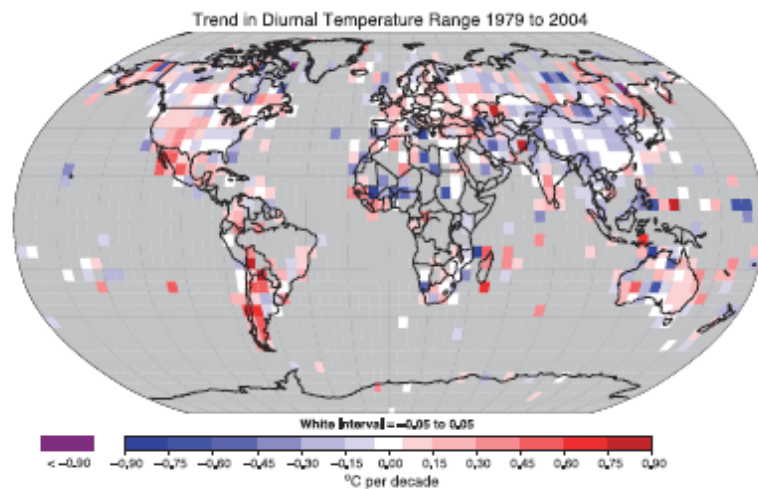 Trend in Diurnal Temperature Range 1979 to 2004
White Interval = −0.05 to 0.05
< −0.90 −0.90 −0.75 −0.60 −0.45 −0.30 −0.15 0.00 0.15 0.30 0.45 0.60 0.75 0.90
°C per decade